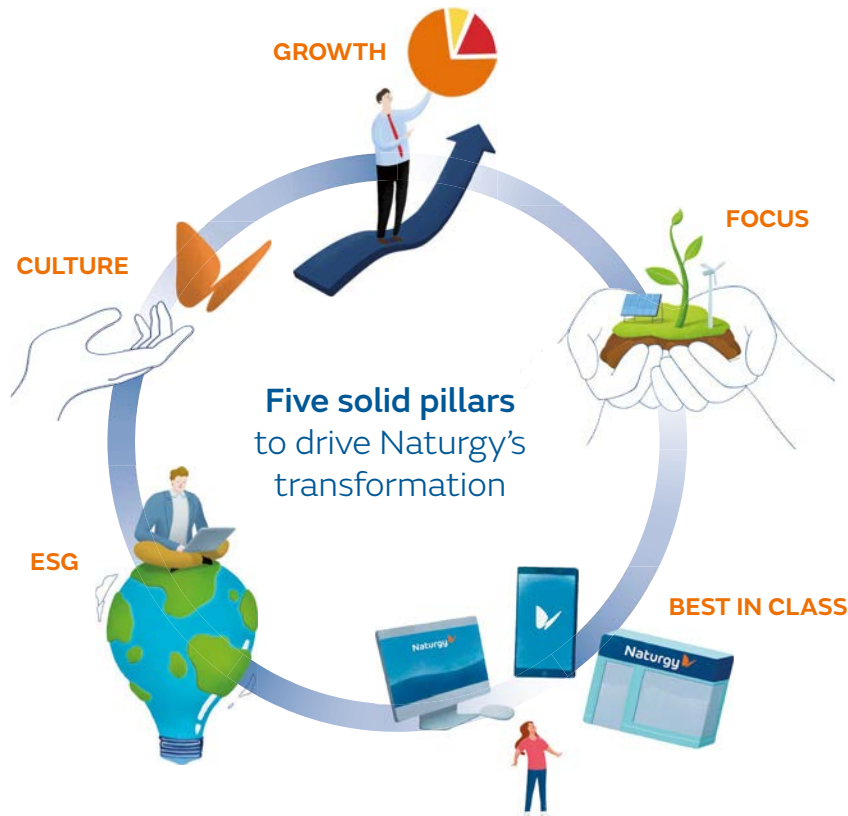 GROWTH
FOCUS
CULTURE
Five solid pillars
to drive Naturgy's
transformation
ESG
BEST IN CLASS
Naturgy
Naturgy